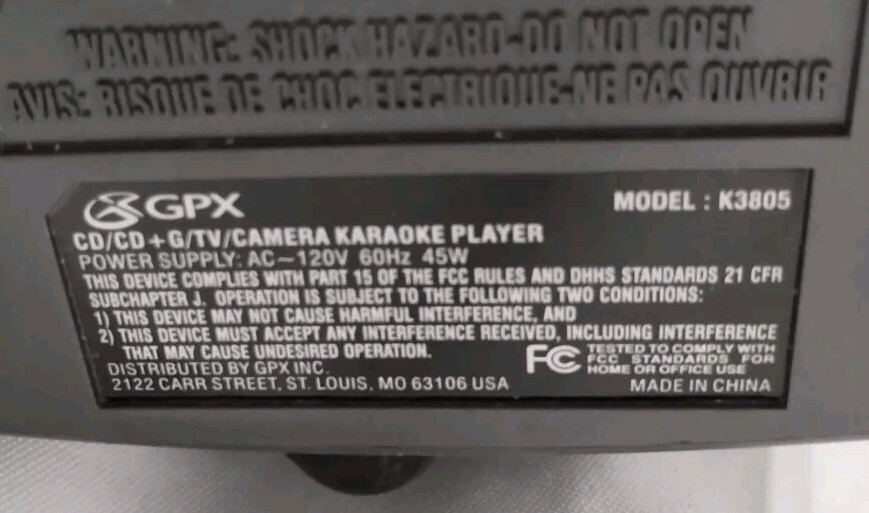 WARNING: SHOCK HAZARD-DO NOT OPEN
AVIS: RISQUE DE CHOC ELECTRIQUE-NE PAS OUVRIR
GPX
MODEL : K3805
CD/CD+G/TV/CAMERA KARAOKE PLAYER
POWER SUPPLY: AC~120V 60Hz 45W
THIS DEVICE COMPLIES WITH PART 15 OF THE FCC RULES AND DHHS STANDARDS 21 CFR
SUBCHAPTER J. OPERATION IS SUBJECT TO THE FOLLOWING TWO CONDITIONS:
1) THIS DEVICE MAY NOT CAUSE HARMFUL INTERFERENCE, AND
2) THIS DEVICE MUST ACCEPT ANY INTERFERENCE RECEIVED, INCLUDING INTERFERENCE
THAT MAY CAUSE UNDESIRED OPERATION.
DISTRIBUTED BY GPX INC.
2122 CARR STREET, ST. LOUIS, MO 63106 USA
FC
TESTED TO COMPLY WITH
FCC STANDARDS FOR
HOME OR OFFICE USE
MADE IN CHINA